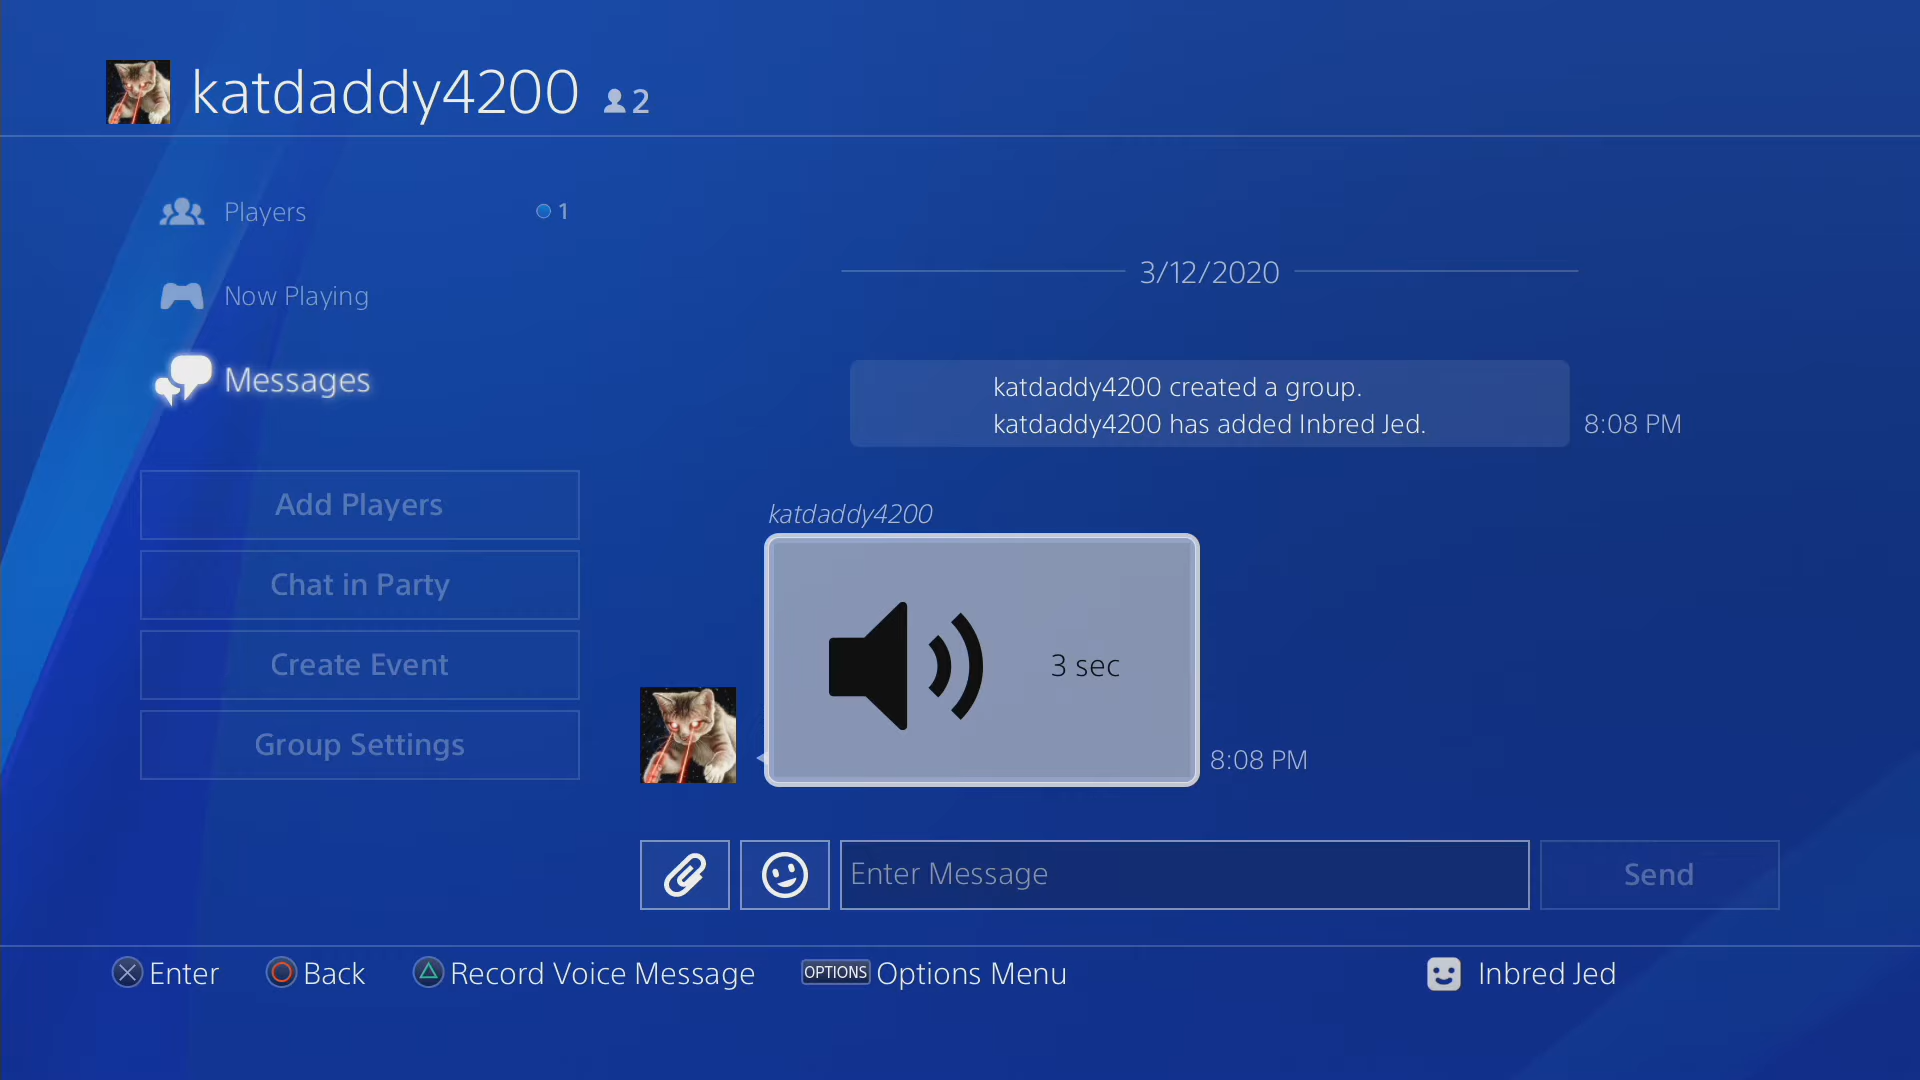 katdaddy4200 2
Players 1
Now Playing
Messages
Add Players
Chat in Party
Create Event
Group Settings
3/12/2020
katdaddy4200 created a group.
katdaddy4200 has added Inbred Jed.
8:08 PM
katdaddy4200
3 sec
8:08 PM
Enter Message
Send
Enter Back Record Voice Message OPTIONS Options Menu Inbred Jed